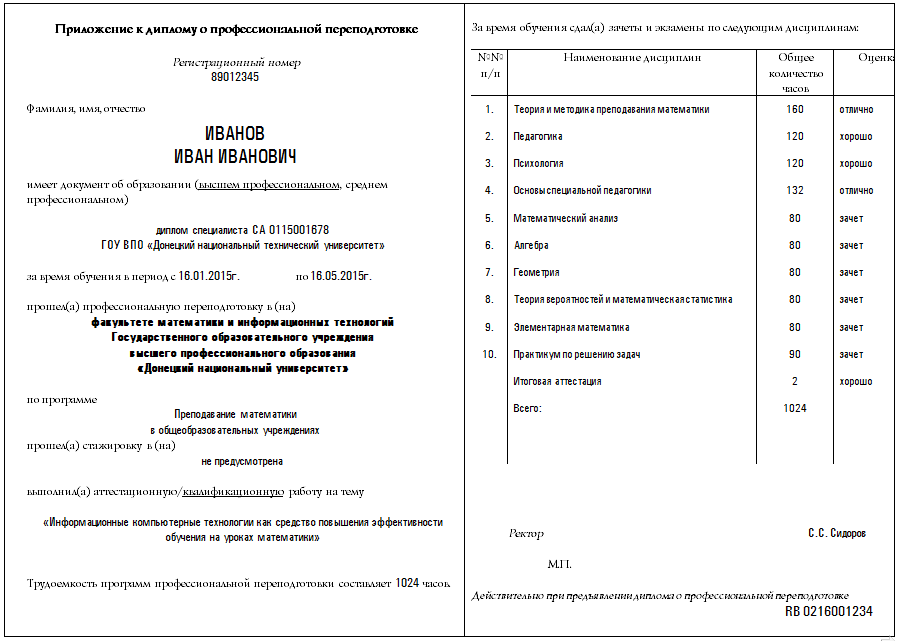 Приложение к диплому о профессиональной переподготовке
Регистрационный номер
89012345
Фамилия, имя, отчество
ИВАНОВ
ИВАН ИВАНОВИЧ
имеет документ об образовании (высшем профессиональном, среднем
профессиональном)
диплом специалиста СА 0115001678
ГОУ ВПО «Донецкий национальный технический университет»
за время обучения в период с 16.01.2015г. по 16.05.2015г.
прошел(а) профессиональную переподготовку в (на)
факультете математики и информационных технологий
Государственного образовательного учреждения
высшего профессионального образования
«Донецкий национальный университет»
по программе
Преподавание математики
в общеобразовательных учреждениях
прошел(а) стажировку в (на)
не предусмотрена
выполнил(а) аттестационную/квалификационную работу на тему
«Информационные компьютерные технологии как средство повышения эффективности
обучения на уроках математики»
Трудоемкость программ профессиональной переподготовки составляет 1024 часов.
За время обучения сдал(а) зачеты и экзамены по следующим дисциплинам:
№№ п/п Наименование дисциплин Общее количество часов Оценка
1. Теория и методика преподавания математики 160 отлично
2. Педагогика 120 хорошо
3. Психология 120 хорошо
4. Основы специальной педагогики 132 отлично
5. Математический анализ 80 зачет
6. Алгебра 80 зачет
7. Геометрия 80 зачет
8. Теория вероятностей и математическая статистика 80 зачет
9. Элементарная математика 80 зачет
10. Практикум по решению задач 90 зачет
Итоговая аттестация 2 хорошо
Всего: 1024
Ректор С.С. Сидоров
М.П.
Действительно при предъявлении диплома о профессиональной переподготовке
RB 0216001234